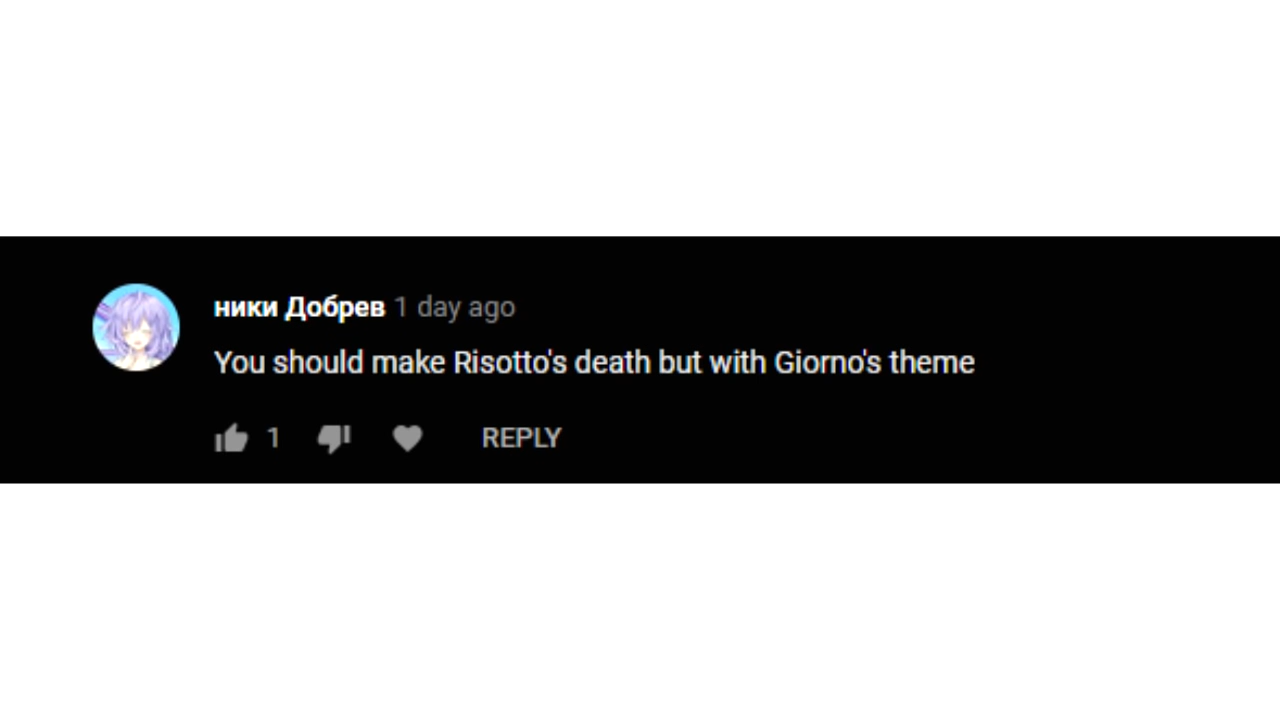 ники Добрев 1 day ago
You should make Risotto's death but with Giorno's theme
1 REPLY